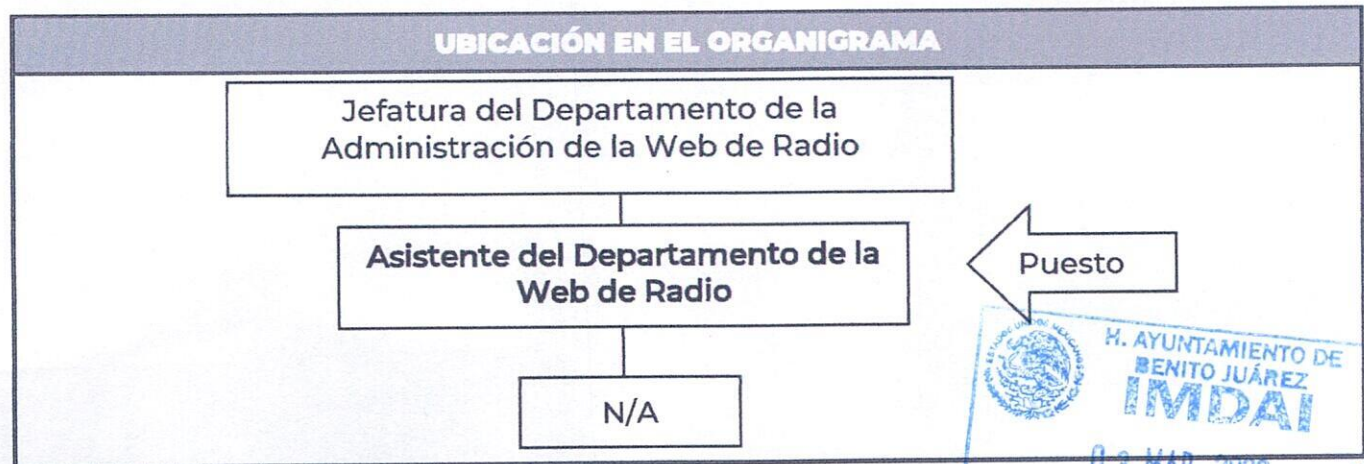 UBICACIÓN EN EL ORGANIGRAMA
Jefatura del Departamento de la
Administración de la Web de Radio
Asistente del Departamento de la
Web de Radio
Puesto
N/A
H. AYUNTAMIENTO DE
BENITO JUÁREZ
IMDAI
MAR